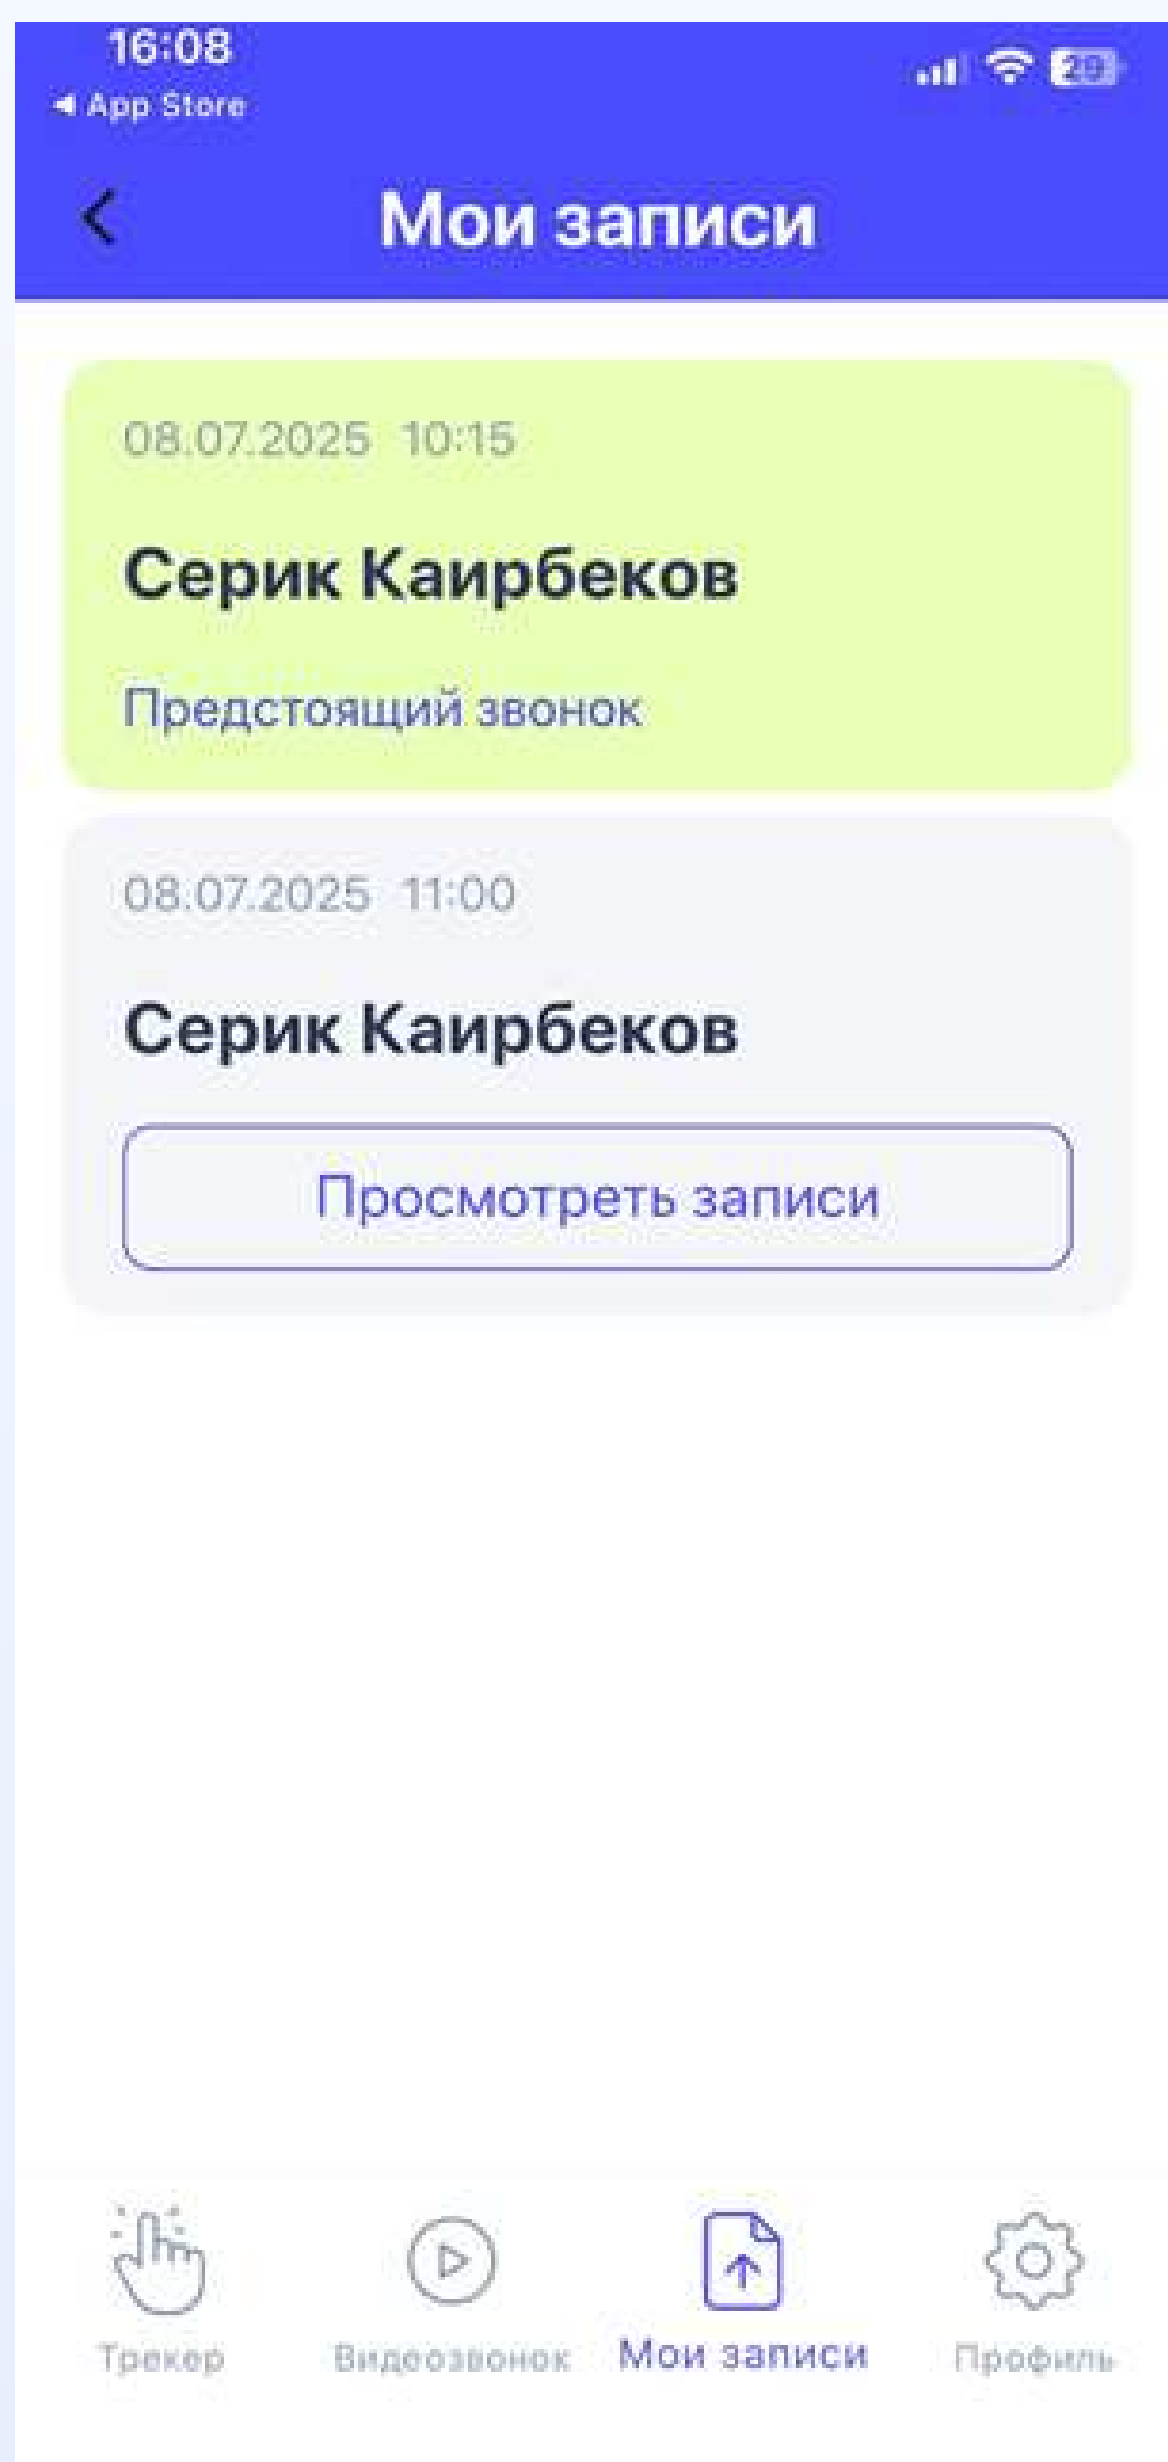 16:08
◀ App Store
29
Мои записи
08.07.2025 10:15
Серик Каирбеков
Предстоящий звонок
08.07.2025 11:00
Серик Каирбеков
Просмотреть записи
Трекер
Видеозвонок
Мои записи
Профиль